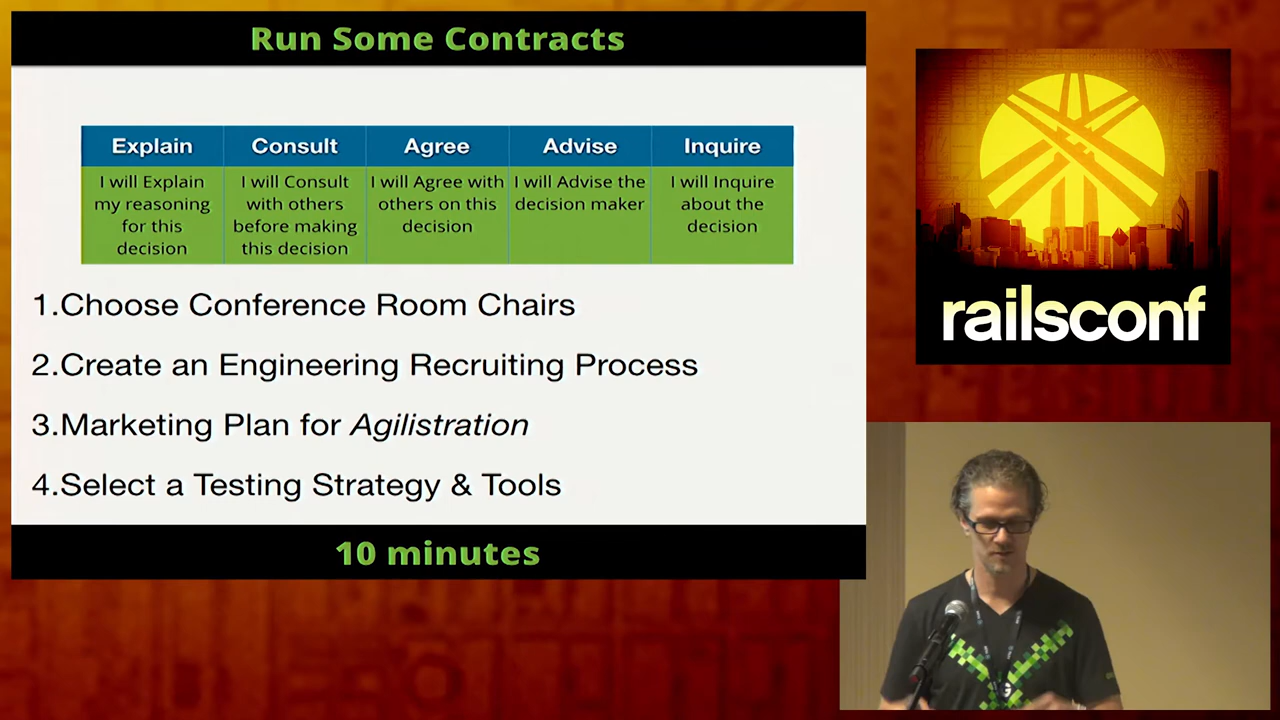 Run Some Contracts
Explain Consult Agree Advise Inquire
I will Explain
my reasoning
for this
decision
I will Consult
with others
before making
this decision
I will Agree with
others on this
decision
I will Advise the
decision maker
I will Inquire
about the
decision
1.Choose Conference Room Chairs
2.Create an Engineering Recruiting Process
3.Marketing Plan for Agilistration
4.Select a Testing Strategy & Tools
10 minutes
railsconf